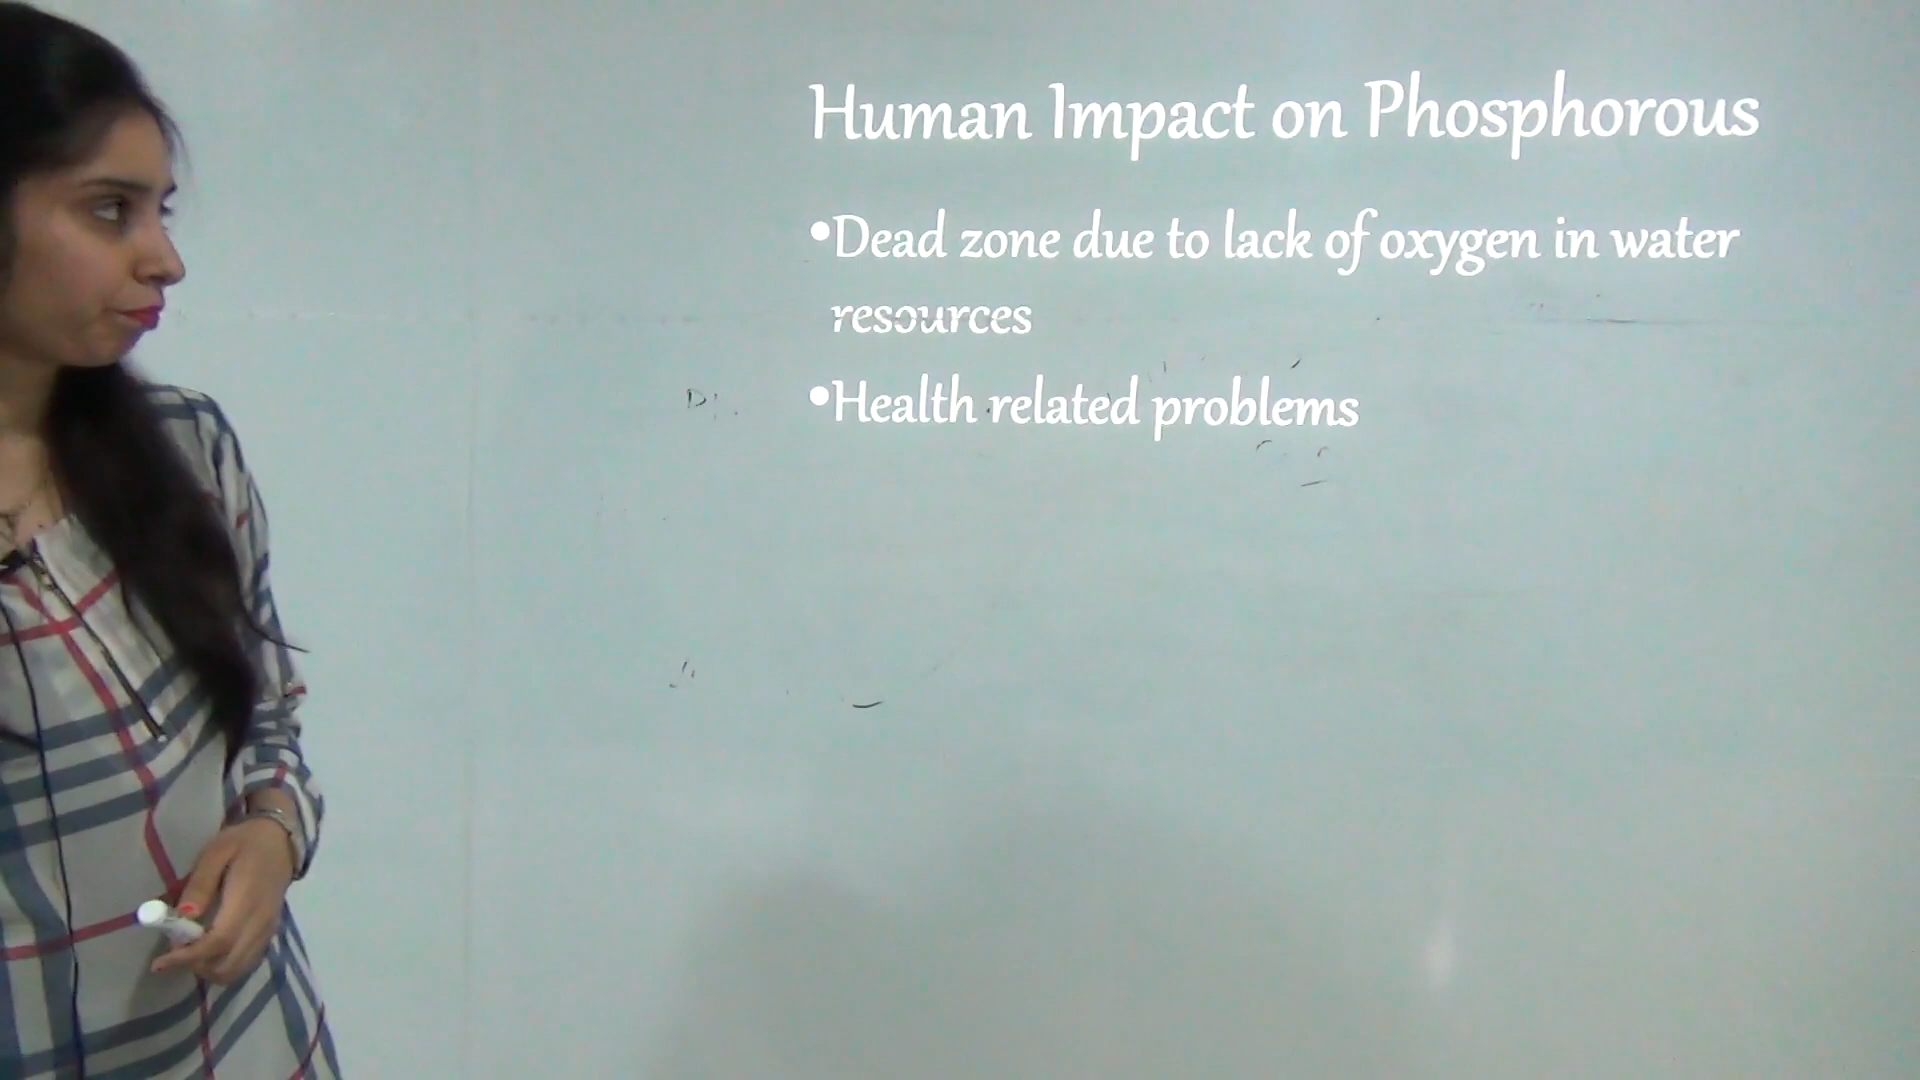 Human Impact on Phosphorous
•Dead zone due to lack of oxygen in water
resources
•Health related problems